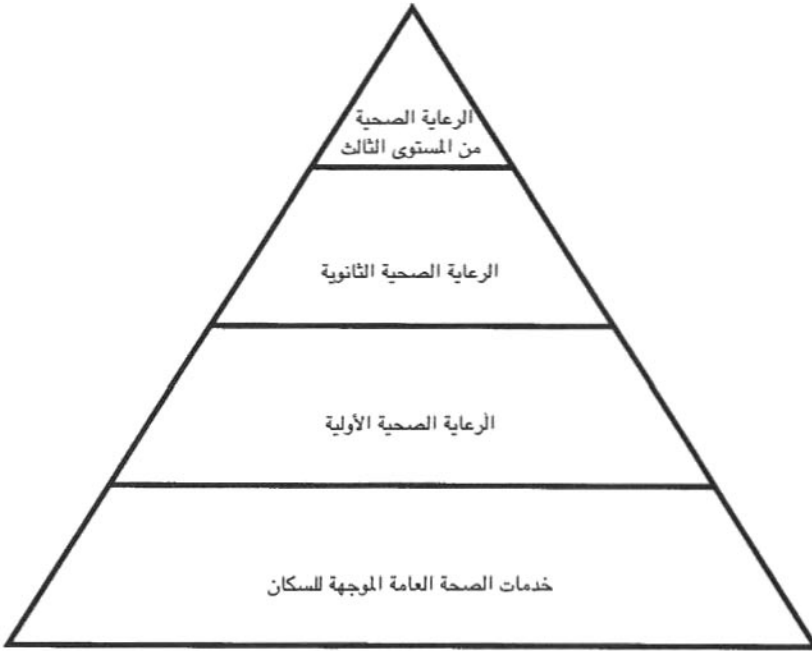 الرعاية الصحية
من المستوى الثالث
الرعاية الصحية الثانوية
الرعاية الصحية الأولية
خدمات الصحة العامة الموجهة للسكان